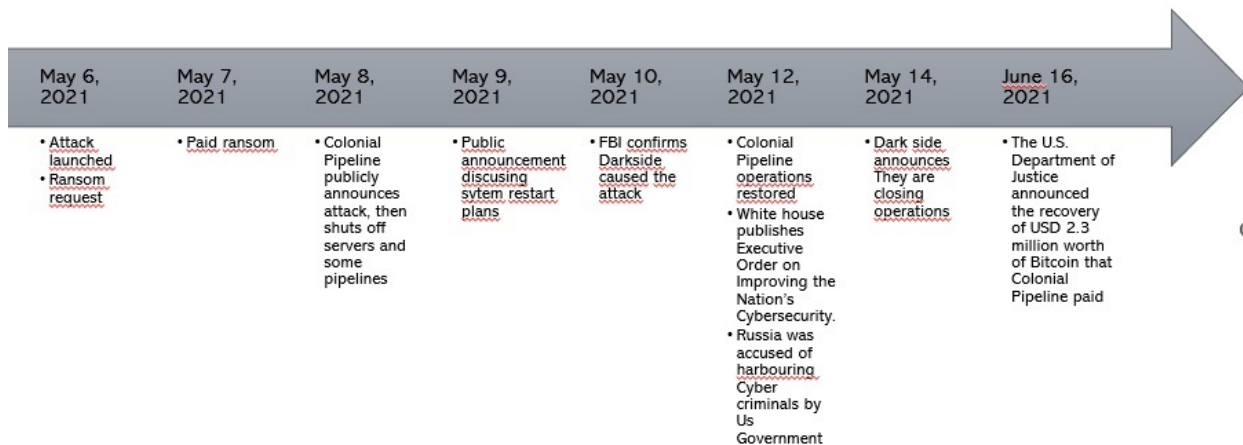 May 6,
2021
• Attack
launched
• Ransom
request
May 7,
2021
• Paid ransom
May 8,
2021
• Colonial
Pipeline
publicly
announces
attack, then
shuts off
servers and
some
pipelines
May 9,
2021
• Public
announcement
discusing
sytem restart
plans
May 10,
2021
• FBI confirms
Darkside
caused the
attack
May 12,
2021
• Colonial
Pipeline
operations
restored
• White house
publishes
Executive
Order on
Improving the
Nation's
Cybersecurity.
• Russia was
accused of
harbouring
Cyber
criminals by
Us
Government
May 14,
2021
• Dark side
announces
They are
closing
operations
June 16,
2021
• The U.S.
Department of
Justice
announced
the recovery
of USD 2.3
million worth
of Bitcoin that
Colonial
Pipeline paid